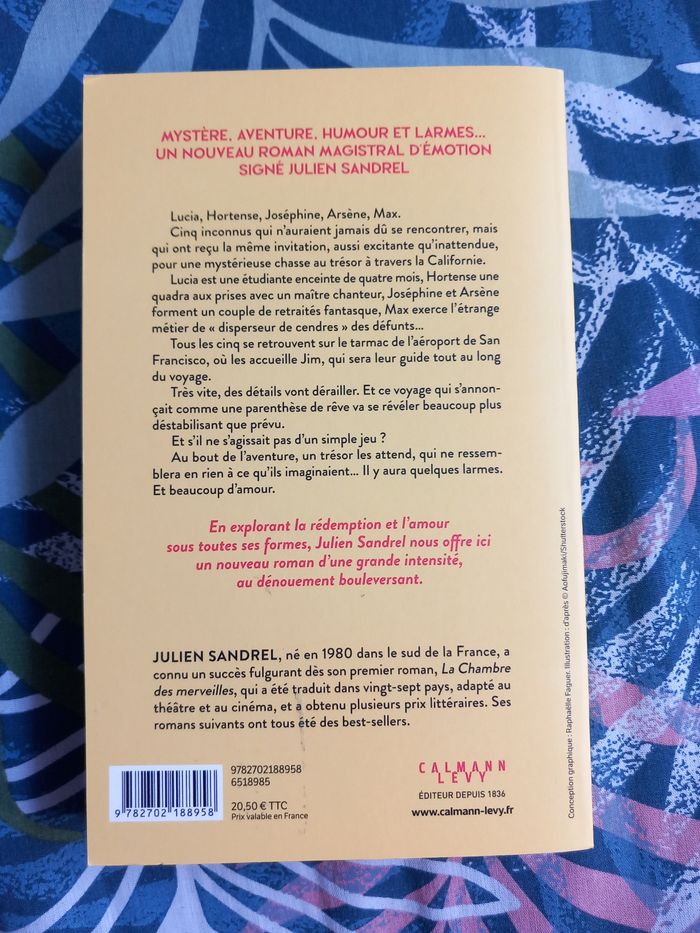 MYSTÈRE, AVENTURE, HUMOUR ET LARMES...
UN NOUVEAU ROMAN MAGISTRAL D'ÉMOTION
SIGNÉ JULIEN SANDREL
Lucia, Hortense, Joséphine, Arsène, Max.
Cinq inconnus qui n'auraient jamais dû se rencontrer, mais
qui ont reçu la même invitation, aussi excitante qu'inattendue,
pour une mystérieuse chasse au trésor à travers la Californie.
Lucia est une étudiante enceinte de quatre mois, Hortense une
quadra aux prises avec un maître chanteur, Joséphine et Arsène
forment un couple de retraités fantasque, Max exerce l'étrange
métier de « disperseur de cendres » des défunts...
Tous les cinq se retrouvent sur le tarmac de l'aéroport de San
Francisco, où les accueille Jim, qui sera leur guide tout au long
du voyage.
Très vite, des détails vont dérailler. Et ce voyage qui s'annon-
çait comme une parenthèse de rêve va se révéler beaucoup plus
déstabilisant que prévu.
Et s'il ne s'agissait pas d'un simple jeu ?
Au bout de l'aventure, un trésor les attend, qui ne ressem-
blera en rien à ce qu'ils imaginaient... Il y aura quelques larmes.
Et beaucoup d'amour.
En explorant la rédemption et l'amour
sous toutes ses formes, Julien Sandrel nous offre ici
un nouveau roman d'une grande intensité,
au dénouement bouleversant.
JULIEN SANDREL, né en 1980 dans le sud de la France, a
connu un succès fulgurant dès son premier roman, La Chambre
des merveilles, qui a été traduit dans vingt-sept pays, adapté au
théâtre et au cinéma, et a obtenu plusieurs prix littéraires. Ses
romans suivants ont tous été des best-sellers.
9782702188958
6518985
20,50 € TTC
Prix valable en France
9 782702 188958
CALMANN
LEVY
ÉDITEUR DEPUIS 1836
www.calmann-levy.fr
Conception graphique : Raphaëlle Faguer. Illustration : d'après © Aofujimaki/Shutterstock